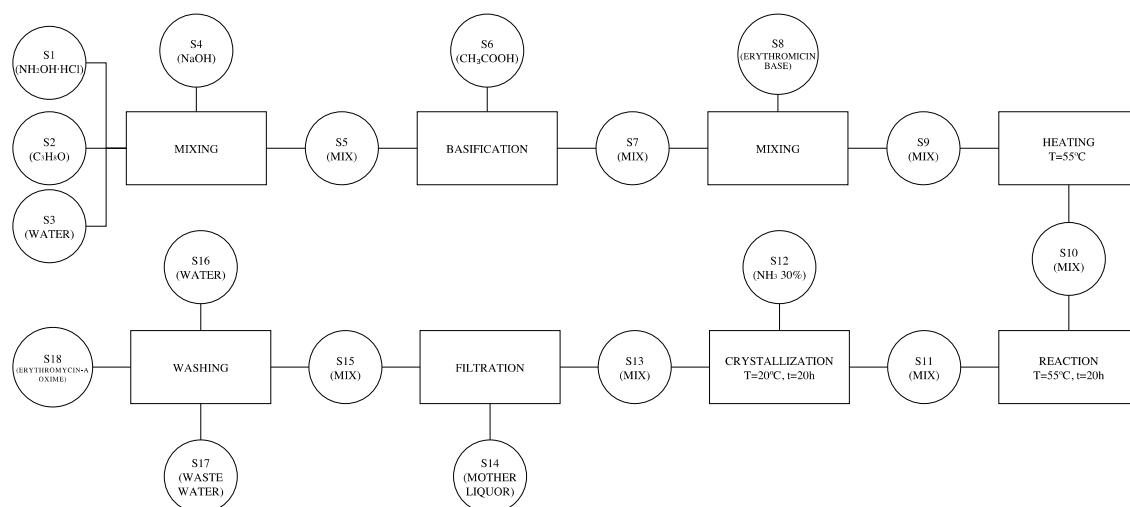 S1
(NH₂OH·HCl)
S2
(C₃H₈O)
S3
(WATER)
S4
(NaOH)
MIXING
S5
(MIX)
S6
(CH₃COOH)
BASIFICATION
S7
(MIX)
S8
(ERYTHROMICIN
BASE)
MIXING
S9
(MIX)
HEATING
T=55ºC
S10
(MIX)
REACTION
T=55ºC, t=20h
S11
(MIX)
S12
(NH₃ 30%)
CRYSTALLIZATION
T=20ºC, t=20h
S13
(MIX)
FILTRATION
S14
(MOTHER
LIQUOR)
S15
(MIX)
S16
(WATER)
WASHING
S17
(WASTE
WATER)
S18
(ERYTHROMYCIN-A
OXIME)